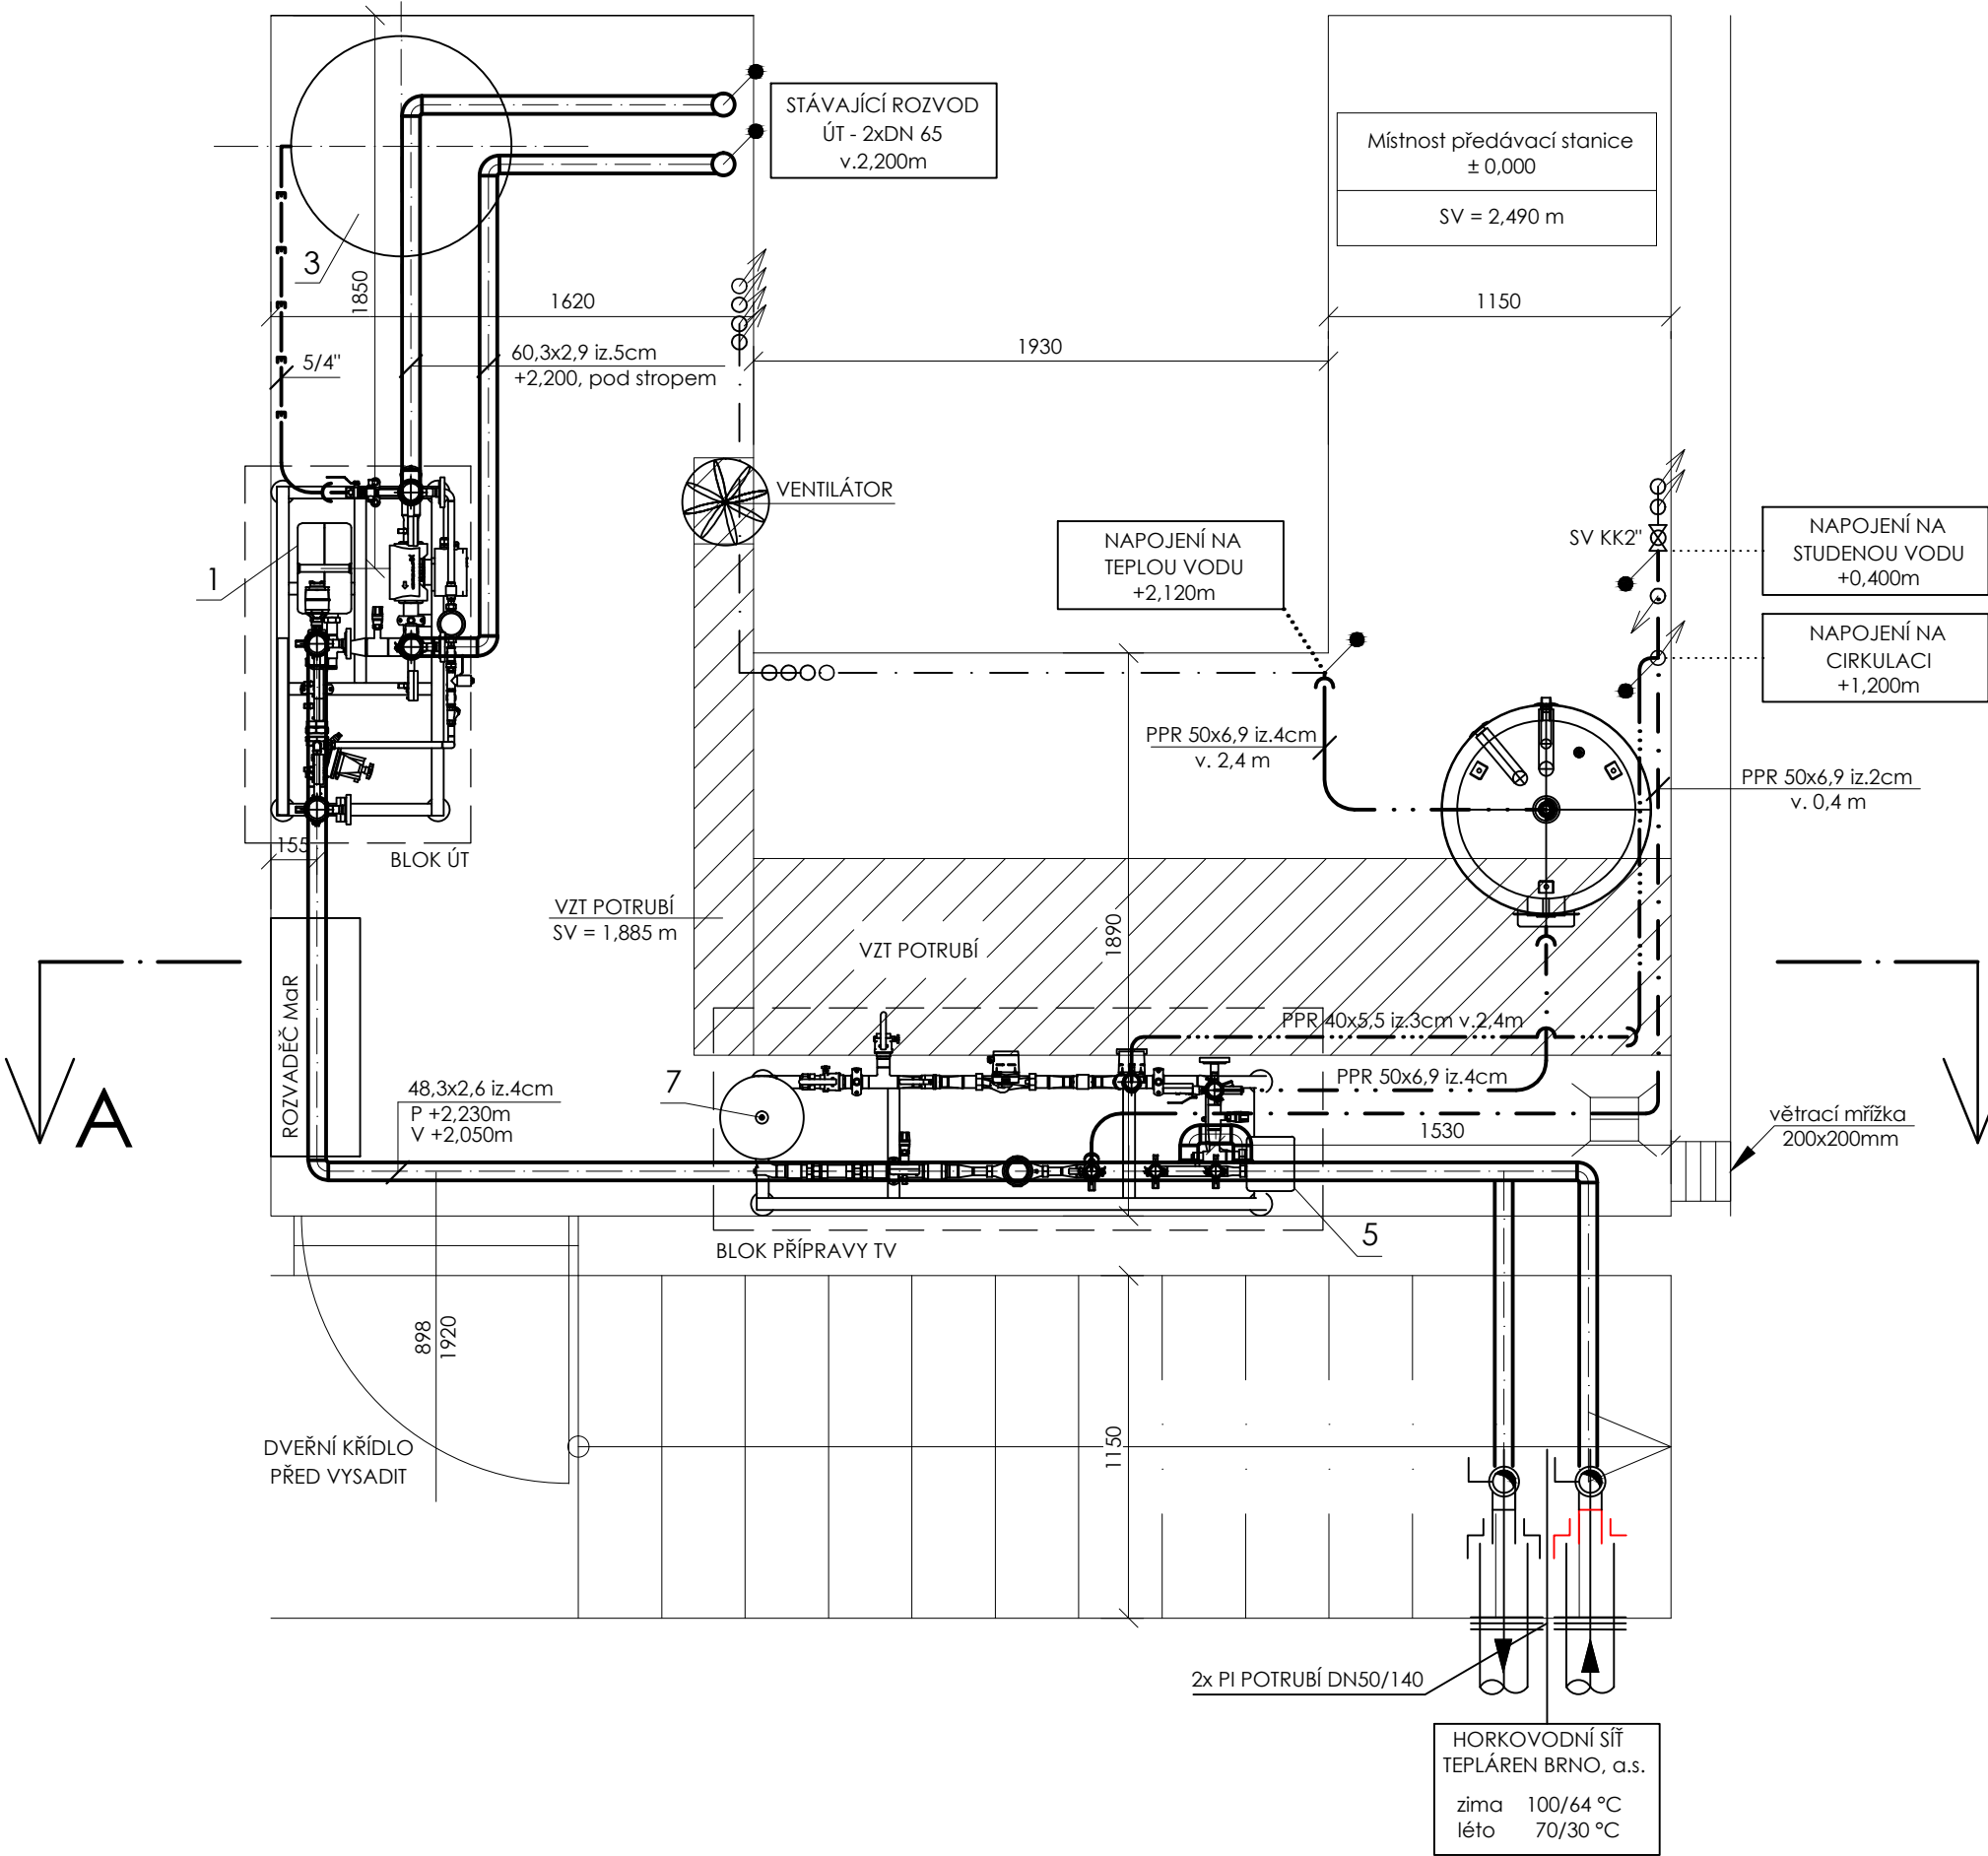 STÁVAJÍCÍ ROZVOD
ÚT - 2xDN 65
v.2,200m
Místnost předávací stanice
± 0,000
SV = 2,490 m
3
1850
1620
1150
1930
5/4"
60,3x2,9 iz.5cm
+2,200, pod stropem
VENTILÁTOR
NAPOJENÍ NA
TEPLOU VODU
+2,120m
SV KK2"
NAPOJENÍ NA
STUDENOU VODU
+0,400m
1
NAPOJENÍ NA
CIRKULACI
+1,200m
PPR 50x6,9 iz.4cm
v. 2,4 m
PPR 50x6,9 iz.2cm
v. 0,4 m
155
BLOK ÚT
VZT POTRUBÍ
SV = 1,885 m
VZT POTRUBÍ
1890
ROZVADĚČ MaR
PPR 40x5,5 iz.3cm v.2,4m
PPR 50x6,9 iz.4cm
7
48,3x2,6 iz.4cm
P +2,230m
V +2,050m
A
1530
větrací mřížka
200x200mm
BLOK PŘÍPRAVY TV
5
898
1920
1150
DVEŘNÍ KŘÍDLO
PŘED VYSADIT
2x PI POTRUBÍ DN50/140
HORKOVODNÍ SÍŤ
TEPLÁREN BRNO, a.s.
zima 100/64 °C
léto 70/30 °C